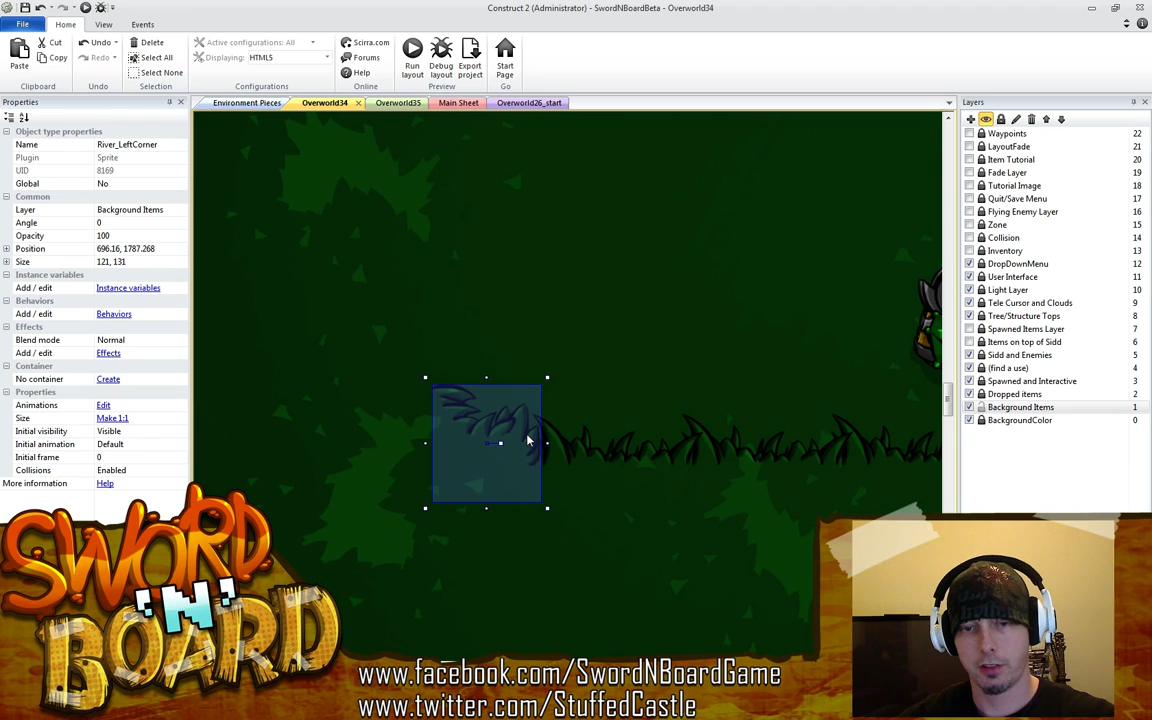 Construct 2 (Administrator) - SwordNBoardBeta - Overworld34
File Home View Events
Paste Cut Copy Clipboard
Undo Redo Undo
Delete Select All Select None Selection
Active configurations: All
Displaying: HTML5
Configurations
Scirra.com Forums Help Online
Run layout Debug layout Export project Preview
Start Page Go
Properties
Environment Pieces Overworld34 Overworld35 Main Sheet Overworld26_start
Object type properties
Name River_LeftCorner
Plugin Sprite
UID 8169
Global No
Common
Layer Background Items
Angle 0
Opacity 100
Position 696.16, 1787.268
Size 121, 131
Instance variables
Add / edit Instance variables
Behaviors
Add / edit Behaviors
Effects
Blend mode Normal
Add / edit Effects
Container
No container Create
Properties
Animations Edit
Size Make 1:1
Initial visibility Visible
Initial animation Default
Initial frame 0
Collisions Enabled
More information Help
Layers
Waypoints 22
LayoutFade 21
Item Tutorial 20
Fade Layer 19
Tutorial Image 18
Quit/Save Menu 17
Flying Enemy Layer 16
Zone 15
Collision 14
Inventory 13
DropDownMenu 12
User Interface 11
Light Layer 10
Tele Cursor and Clouds 9
Tree/Structure Tops 8
Spawned Items Layer 7
Items on top of Sidd 6
Sidd and Enemies 5
(find a use) 4
Spawned and Interactive 3
Dropped items 2
Background Items 1
BackgroundColor 0
SWORD
'N'
BOARD
www.facebook.com/SwordNBoardGame
www.twitter.com/StuffedCastle